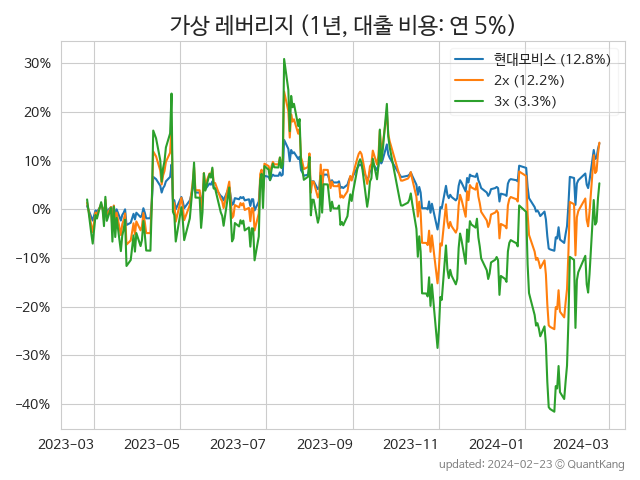 가상 레버리지 (1년, 대출 비용: 연 5%)
현대모비스 (12.8%)
2x (12.2%)
3x (3.3%)
30%
20%
10%
0%
−10%
−20%
−30%
−40%
2023-03 2023-05 2023-07 2023-09 2023-11 2024-01 2024-03
updated: 2024-02-23 © QuantKang